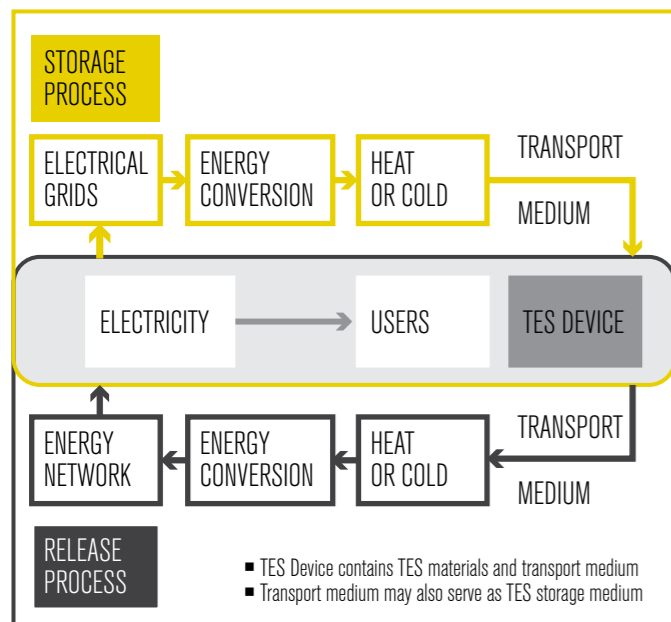 STORAGE
PROCESS
ELECTRICAL
GRIDS
ENERGY
CONVERSION
HEAT
OR COLD
TRANSPORT
MEDIUM
ELECTRICITY
USERS
TES DEVICE
ENERGY
NETWORK
ENERGY
CONVERSION
HEAT
OR COLD
TRANSPORT
MEDIUM
RELEASE
PROCESS
▪ TES Device contains TES materials and transport medium
▪ Transport medium may also serve as TES storage medium